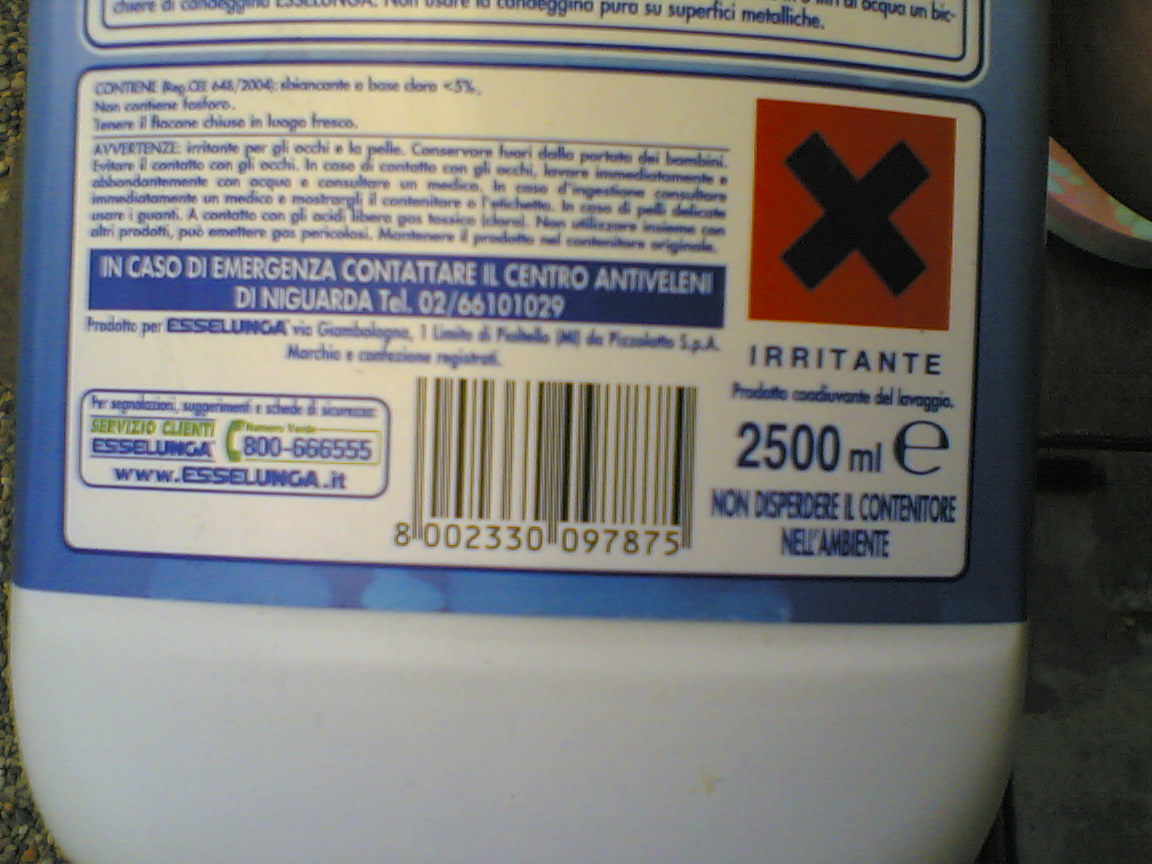 chiere di candeggina ESSELUNGA. Non usare la candeggina pura su superfici metalliche.
di acqua un bic-
CONTIENE (Reg.CEE 648/2004): sbiancante a base cloro <5%.
Non contiene fosforo.
Tenere il flacone chiuso in luogo fresco.
AVVERTENZE: irritante per gli occhi e la pelle. Conservare fuori dalla portata dei bambini.
Evitare il contatto con gli occhi. In caso di contatto con gli occhi, lavare immediatamente e
abbondantemente con acqua e consultare un medico. In caso d'ingestione consultare
immediatamente un medico e mostrargli il contenitore o l'etichetta. In caso di pelli delicate
usare i guanti. A contatto con gli acidi libera gas tossico (cloro). Non utilizzare insieme con
altri prodotti, può emettere gas pericolosi. Mantenere il prodotto nel contenitore originale.
IN CASO DI EMERGENZA CONTATTARE IL CENTRO ANTIVELENI
DI NIGUARDA Tel. 02/66101029
Prodotto per ESSELUNGA via Giambologna, 1 Limito di Pioltello (MI) da Pizzolotto S.p.A.
Marchio e confezione registrati.
Per segnalazioni, suggerimenti e schede di sicurezza:
SERVIZIO CLIENTI
ESSELUNGA
Numero Verde
800-666555
www.ESSELUNGA.it
8 002330 097875
IRRITANTE
Prodotto coadiuvante del lavaggio.
2500 ml e
NON DISPERDERE IL CONTENITORE
NELL'AMBIENTE